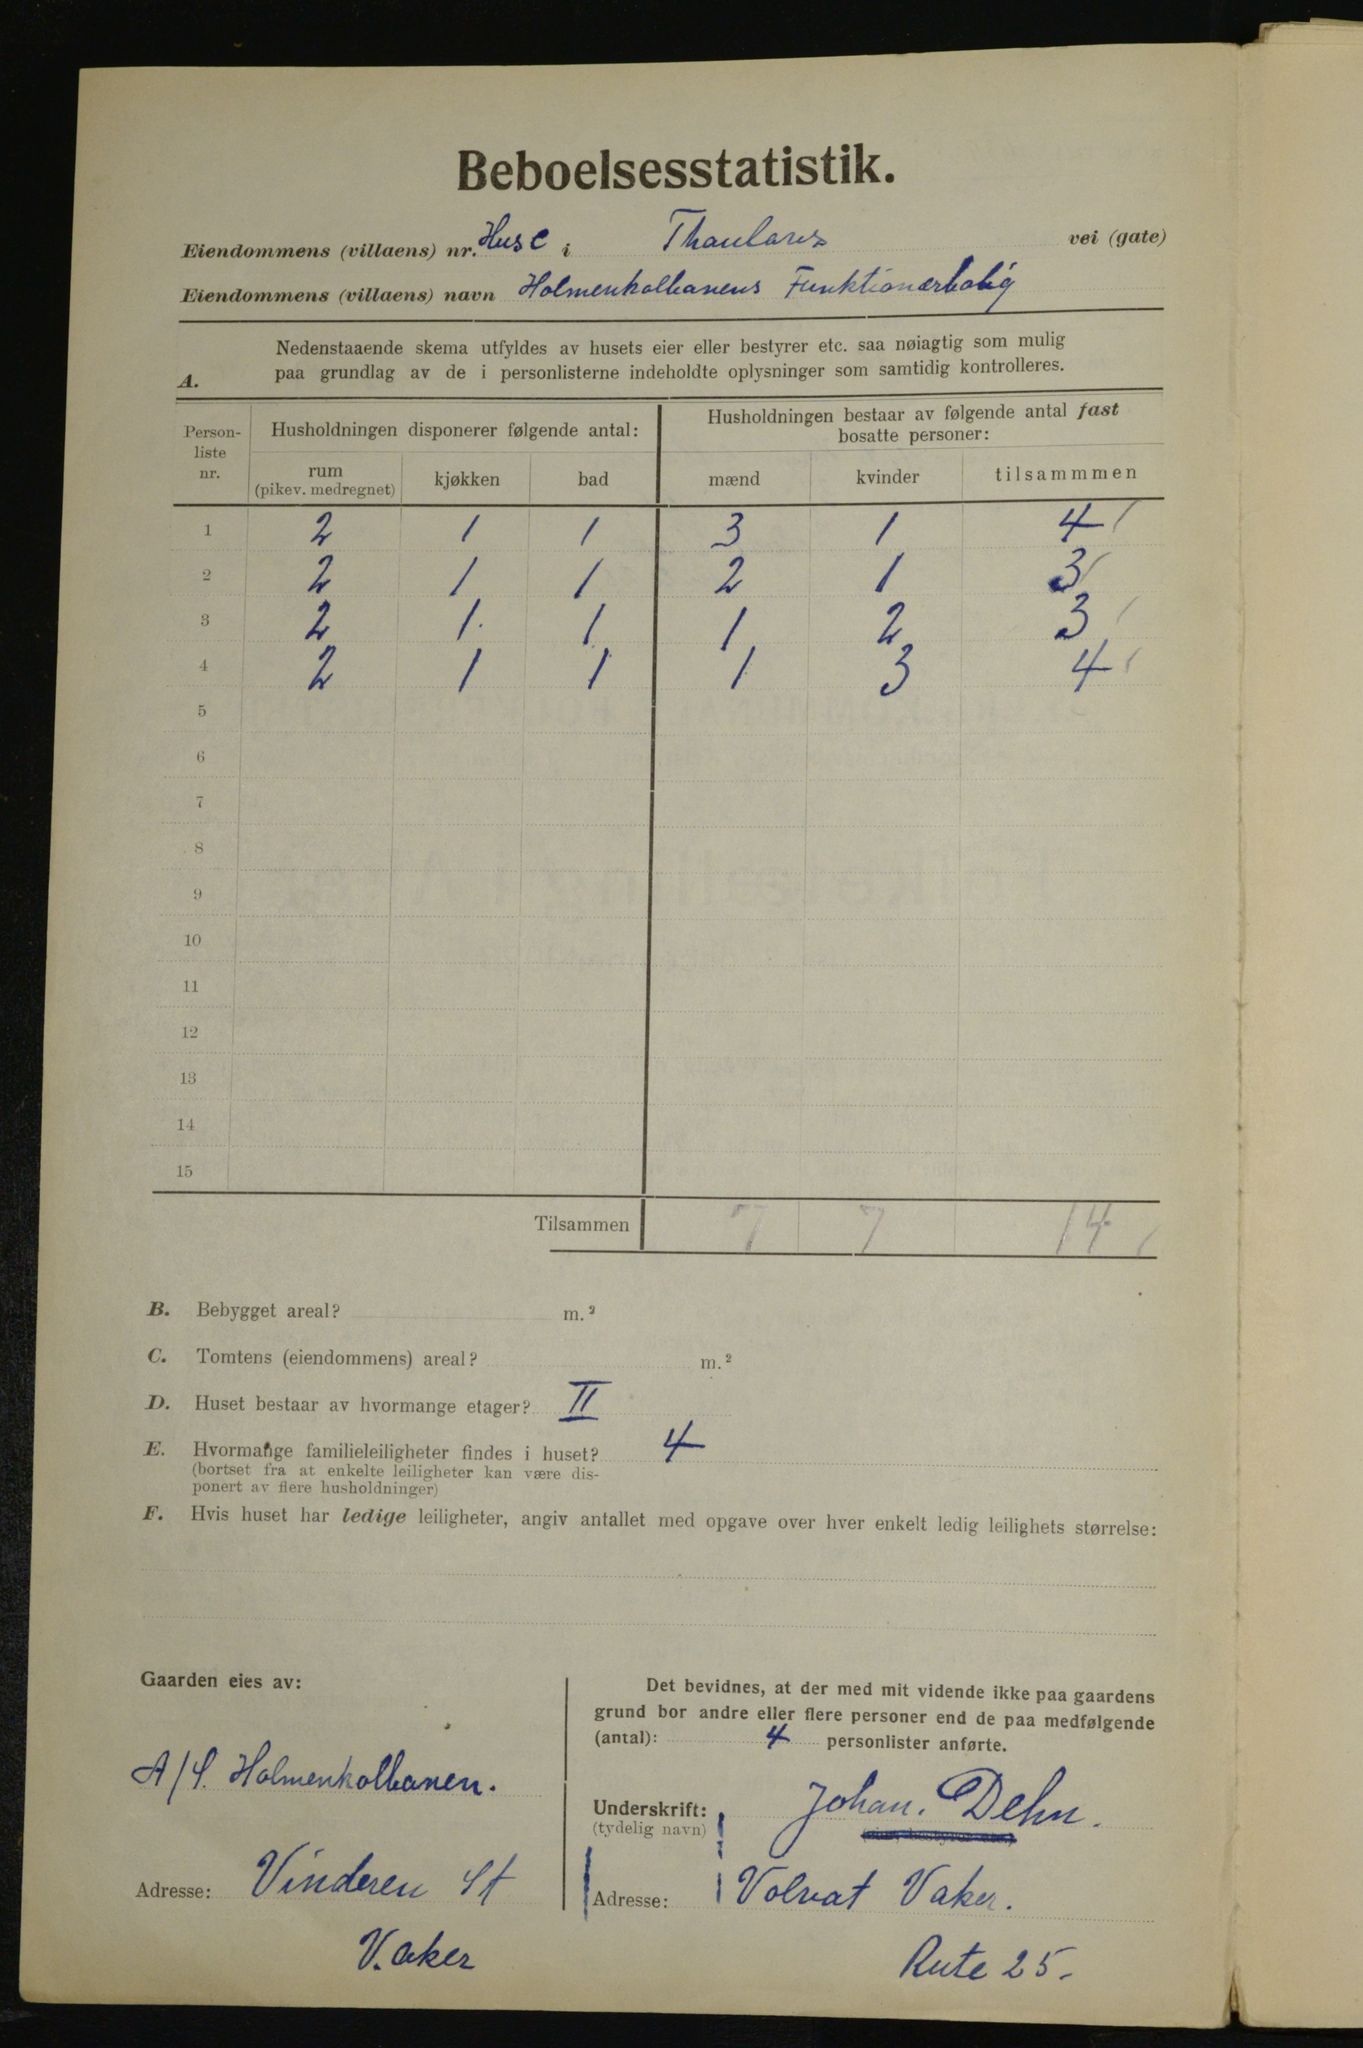 Beboelsesstatistik.
Eiendommens (villaens) nr. Hus C i Thaulows vei (gate)
Eiendommens (villaens) navn Holmenkolbanens Funktionærbolig
Nedenstaaende skema utfyldes av husets eier eller bestyrer etc. saa nøiagtig som mulig
A. paa grundlag av de i personlisterne indeholdte oplysninger som samtidig kontrolleres.
Person-liste nr. Husholdningen disponerer følgende antal: Husholdningen bestaar av følgende antal fast bosatte personer:
rum (pikev. medregnet) kjøkken bad mænd kvinder tilsammmen
1 2 1 1 3 1 4
2 2 1 1 2 1 3
3 2 1 1 1 2 3
4 2 1 1 1 3 4
5
6
7
8
9
10
11
12
13
14
15
Tilsammen 7 7 14
B. Bebygget areal? m.²
C. Tomtens (eiendommens) areal? m.²
D. Huset bestaar av hvormange etager? II
E. Hvormange familieleiligheter findes i huset? 4
(bortset fra at enkelte leiligheter kan være dis-
ponert av flere husholdninger)
F. Hvis huset har ledige leiligheter, angiv antallet med opgave over hver enkelt ledig leilighets størrelse:
Gaarden eies av:
A/S. Holmenkolbanen.
Adresse: Vinderen St
V. aker
Det bevidnes, at der med mit vidende ikke paa gaardens
grund bor andre eller flere personer end de paa medfølgende
(antal): 4 personlister anførte.
Underskrift: Johan. Dehn.
(tydelig navn)
Adresse: Volvat V aker.
Rute 25.